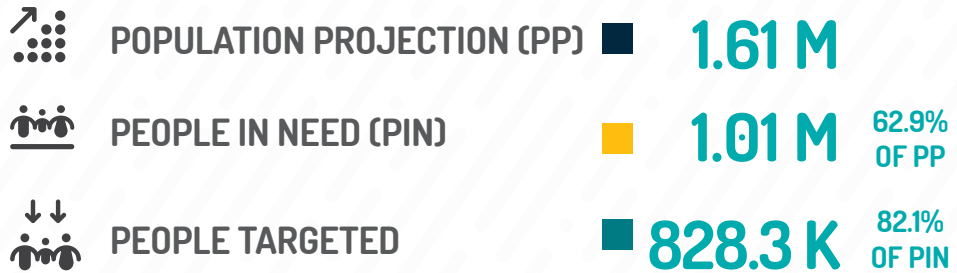 POPULATION PROJECTION (PP) 1.61 M
PEOPLE IN NEED (PIN) 1.01 M 62.9%
OF PP
PEOPLE TARGETED 828.3 K 82.1%
OF PIN